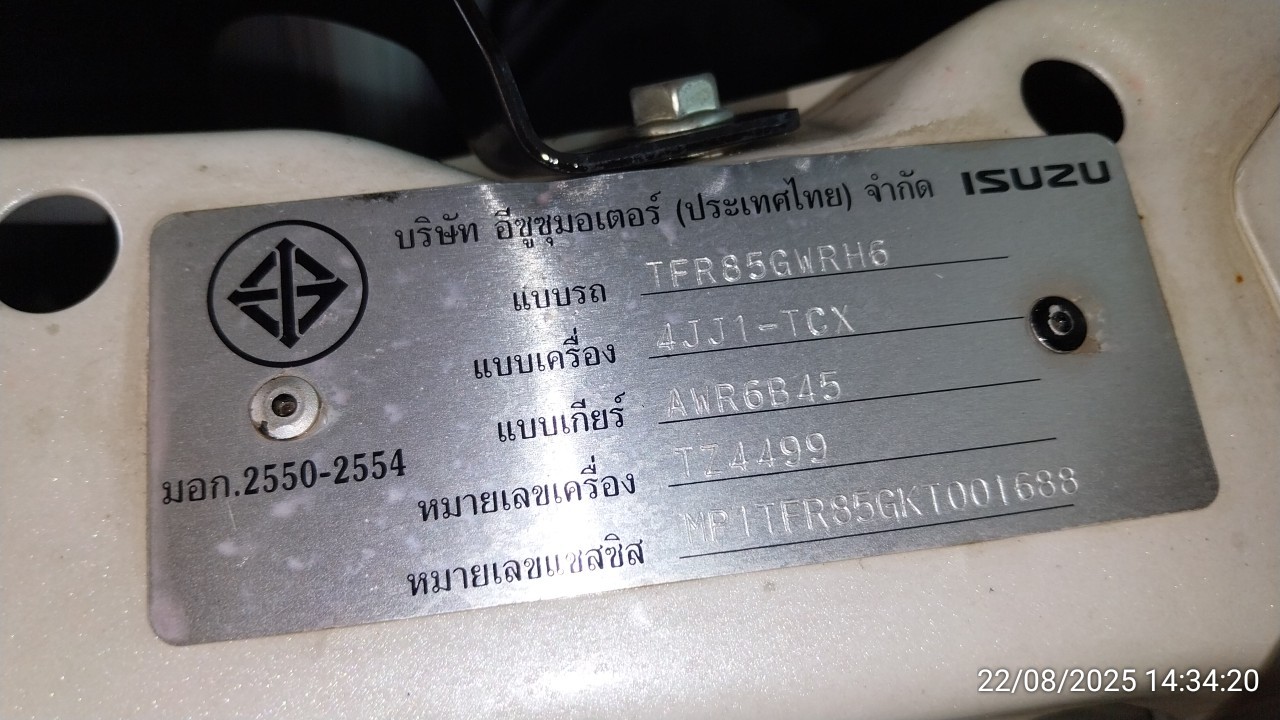 บริษัท อีซูซุมอเตอร์ (ประเทศไทย) จำกัด ISUZU
แบบรถ TFR85GWRH6
แบบเครื่อง 4JJ1-TCX
แบบเกียร์ AWR6B45
มอก.2550-2554
หมายเลขเครื่อง TZ4499
หมายเลขแชสซิส MP1TFR85GKT001688
22/08/2025 14:34:20